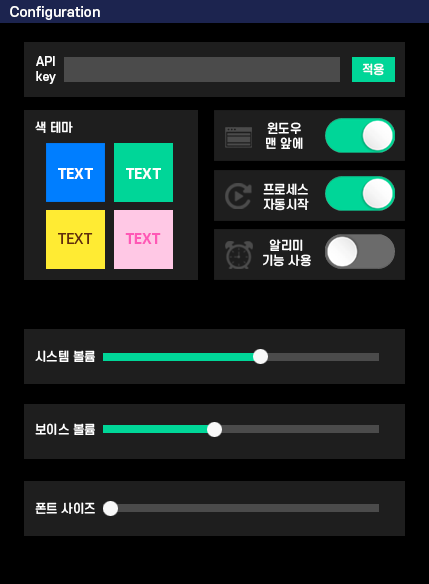 Configuration
API
key
적용
색 테마
TEXT
TEXT
TEXT
TEXT
윈도우
맨 앞에
프로세스
자동시작
알리미
기능 사용
시스템 볼륨
보이스 볼륨
폰트 사이즈